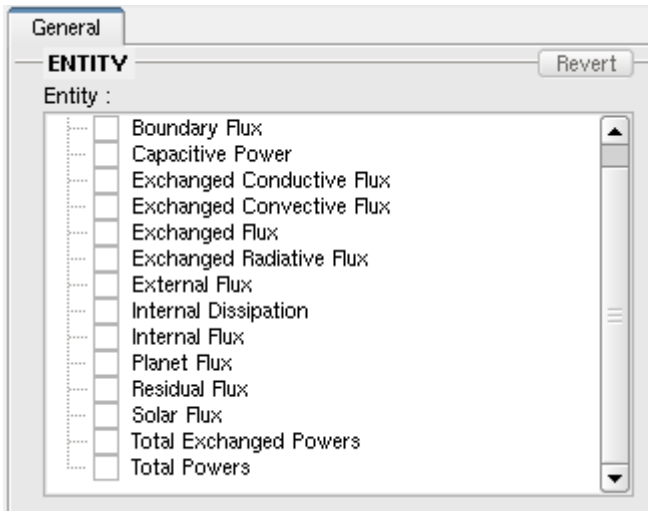 General
ENTITY
Revert
Entity :
Boundary Flux
Capacitive Power
Exchanged Conductive Flux
Exchanged Convective Flux
Exchanged Flux
Exchanged Radiative Flux
External Flux
Internal Dissipation
Internal Flux
Planet Flux
Residual Flux
Solar Flux
Total Exchanged Powers
Total Powers